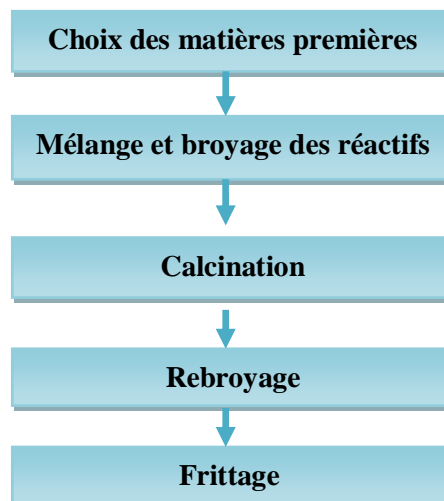 Choix des matières premières
Mélange et broyage des réactifs
Calcination
Rebroyage
Frittage